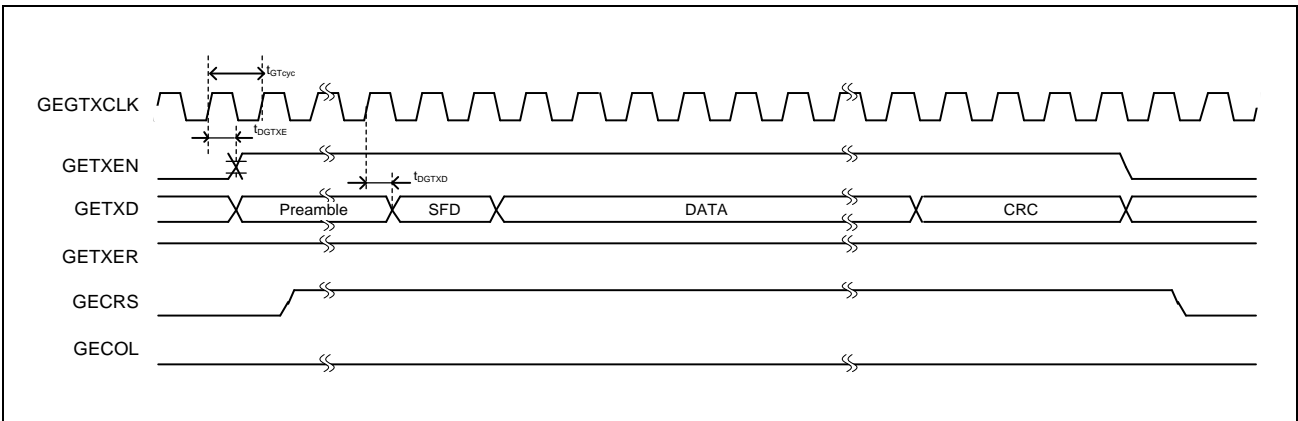 tGTcyc
GEGTXCLK
tDGTXE
GETXEN
tDGTXD
GETXD Preamble SFD DATA CRC
GETXER
GECRS
GECOL